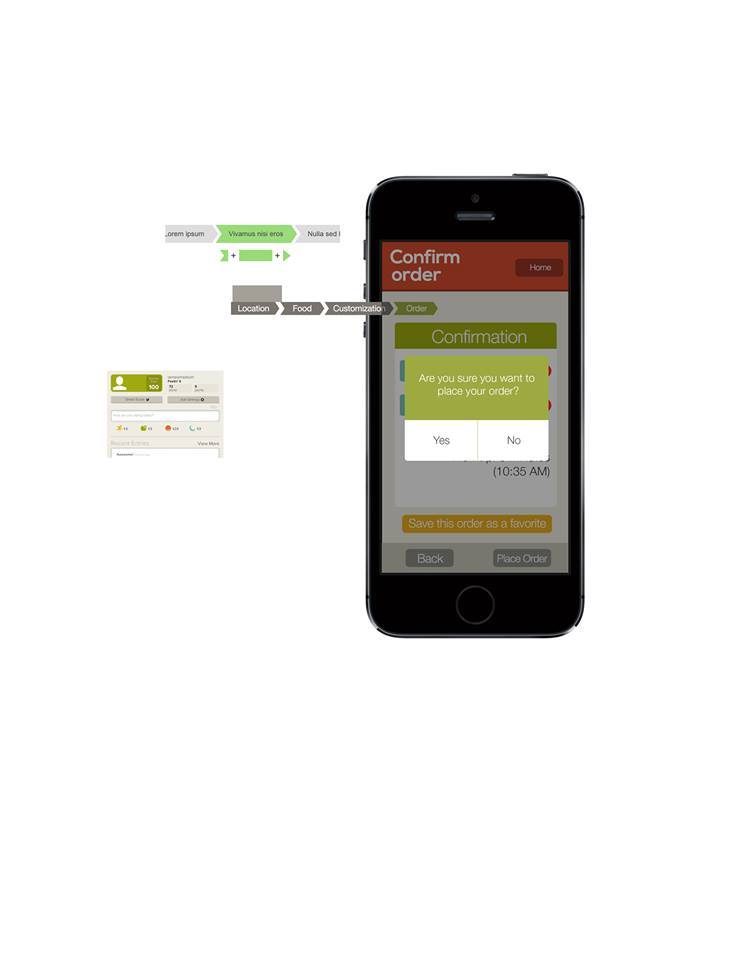 Lorem ipsum
Vivamus nisi eros
Nulla sed
+
+
Location
Food
Customization
Order
Confirm
order
Home
Confirmation
Are you sure you want to
place your order?
Yes
No
(10:35 AM)
Save this order as a favorite
Back
Place Order
100
Recent Entries
View More